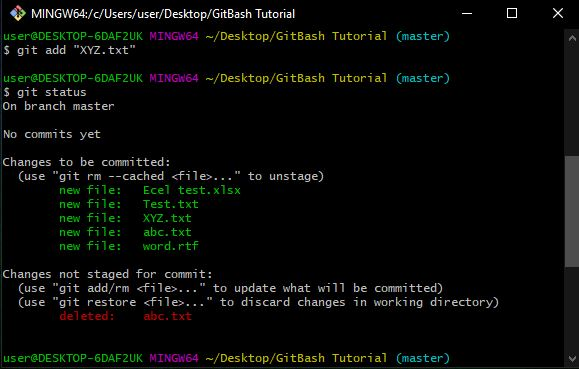 MINGW64:/c/Users/user/Desktop/GitBash Tutorial
user@DESKTOP-6DAF2UK MINGW64 ~/Desktop/GitBash Tutorial (master)
$ git add "XYZ.txt"
user@DESKTOP-6DAF2UK MINGW64 ~/Desktop/GitBash Tutorial (master)
$ git status
On branch master
No commits yet
Changes to be committed:
(use "git rm --cached <file>..." to unstage)
new file: Ecel test.xlsx
new file: Test.txt
new file: XYZ.txt
new file: abc.txt
new file: word.rtf
Changes not staged for commit:
(use "git add/rm <file>..." to update what will be committed)
(use "git restore <file>..." to discard changes in working directory)
deleted: abc.txt
user@DESKTOP-6DAF2UK MINGW64 ~/Desktop/GitBash Tutorial (master)